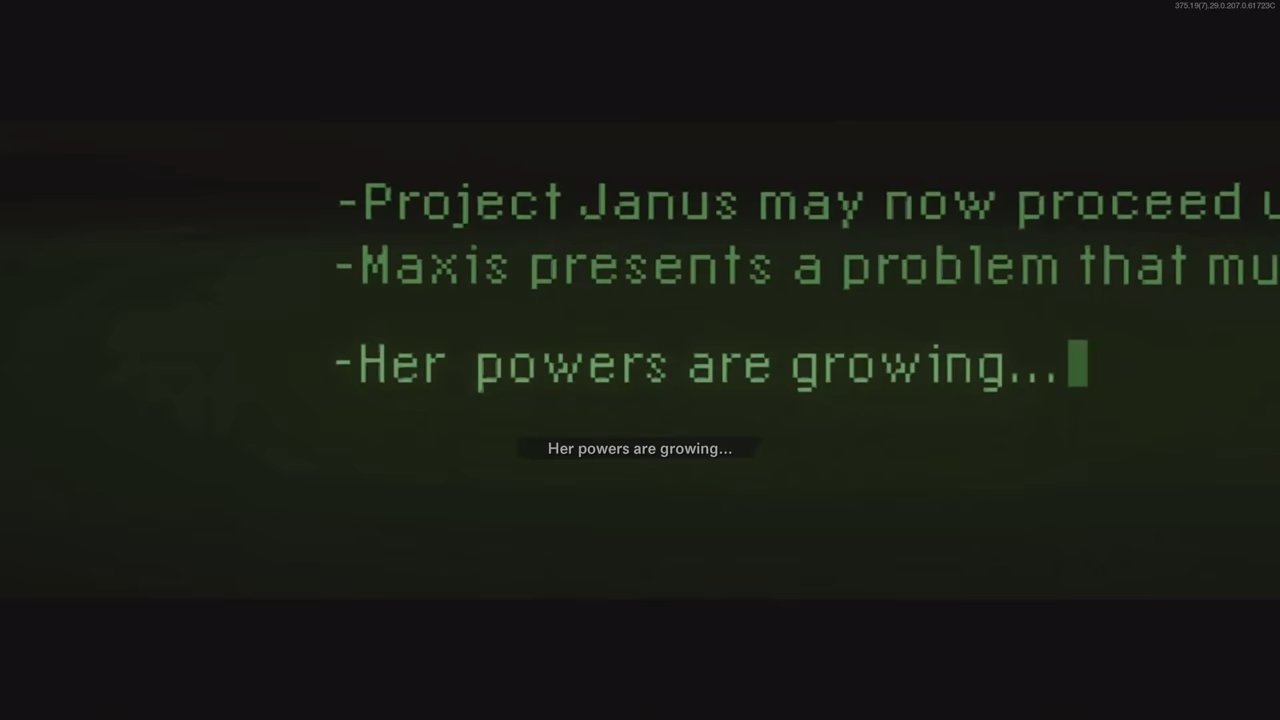 375.19(7).29.0.207.0.61723C
-Project Janus may now proceed
-Maxis presents a problem that
-Her powers are growing...
Her powers are growing...